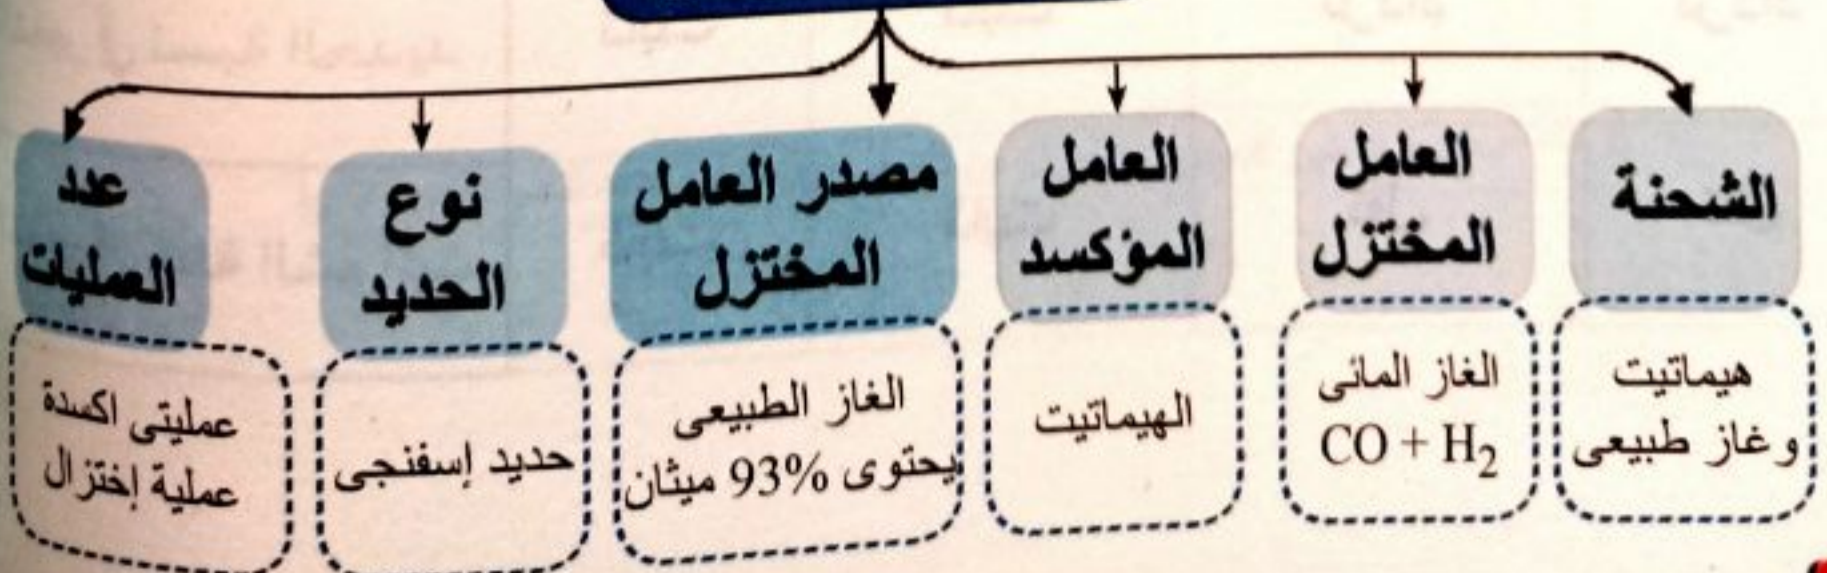 الشحنة
هيماتيت
وغاز طبيعى
العامل
المختزل
الغاز المائى
CO + H₂
العامل
المؤكسد
الهيماتيت
مصدر العامل
المختزل
الغاز الطبيعى
يحتوى 93% ميثان
نوع
الحديد
حديد إسفنجى
عدد
العمليات
عمليتى اكسدة
عملية إختزال